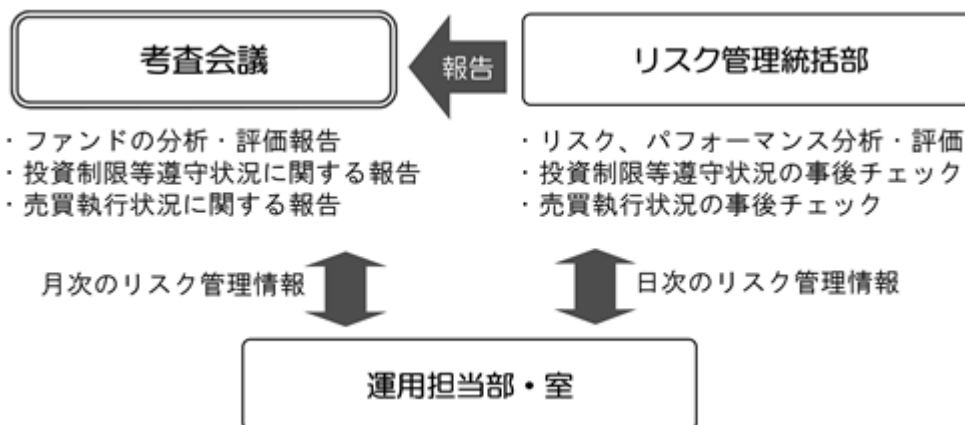 考査会議
報告
リスク管理統括部
・ファンドの分析・評価報告
・投資制限等遵守状況に関する報告
・売買執行状況に関する報告
・リスク、パフォーマンス分析・評価
・投資制限等遵守状況の事後チェック
・売買執行状況の事後チェック
月次のリスク管理情報
日次のリスク管理情報
運用担当部・室